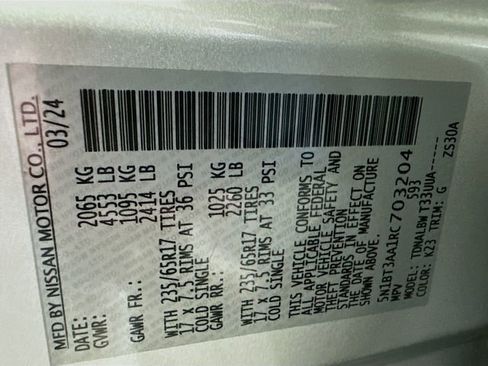 MFD BY NISSAN MOTOR CO., LTD.
DATE: 03/24
GVWR: 2065 KG
4553 LB
GAWR FR.: 1095 KG
2414 LB
WITH 235/65R17 TIRES
17 X 7.5 RIMS AT 36 PSI
COLD SINGLE
GAWR RR.: 1025 KG
2260 LB
WITH 235/65R17 TIRES
17 X 7.5 RIMS AT 33 PSI
COLD SINGLE
THIS VEHICLE CONFORMS TO
ALL APPLICABLE FEDERAL
MOTOR VEHICLE SAFETY AND
THEFT PREVENTION
STANDARDS IN EFFECT ON
THE DATE OF MANUFACTURE
SHOWN ABOVE.
5N1BT3AA1RC703204
MPV 593
MODEL: TDRNALBW T33UUA------
COLOR: K23 TRIM: G ZS30A